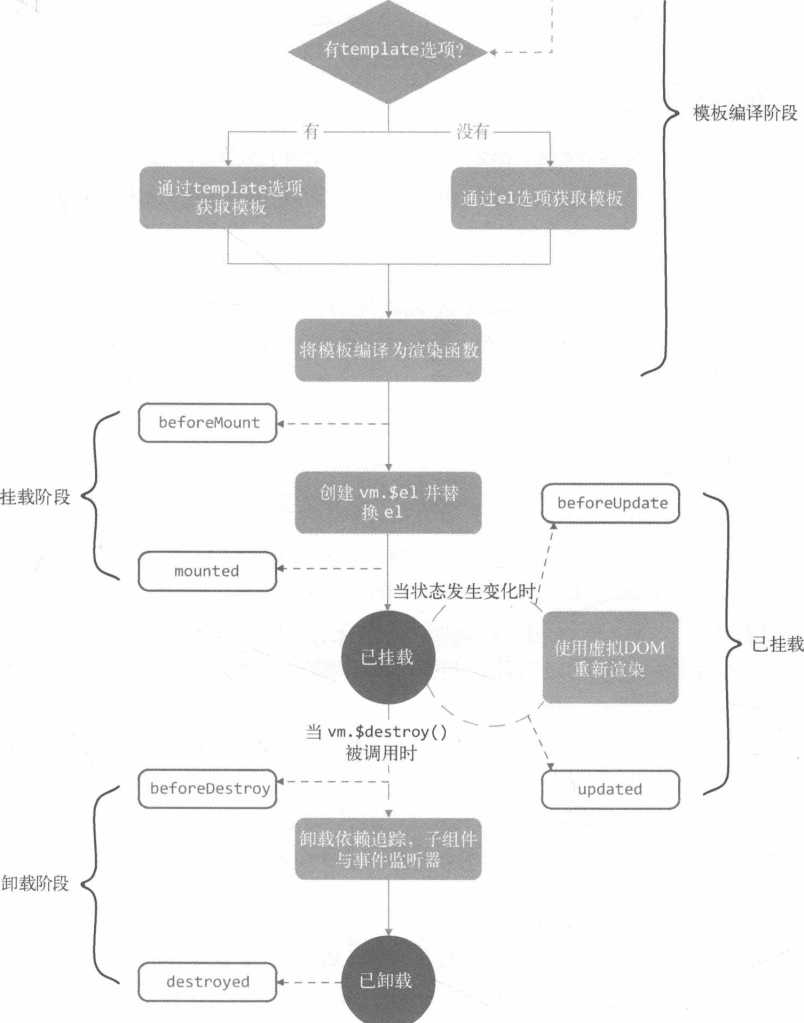 有template选项?
模板编译阶段
有
没有
通过template选项
获取模板
通过el选项获取模板
将模板编译为渲染函数
beforeMount
挂载阶段
创建 vm.$el 并替
换 el
beforeUpdate
mounted
当状态发生变化时
已挂载
使用虚拟DOM
重新渲染
已挂载
当 vm.$destroy()
被调用时
beforeDestroy
updated
卸载依赖追踪，子组件
与事件监听器
卸载阶段
destroyed
已卸载